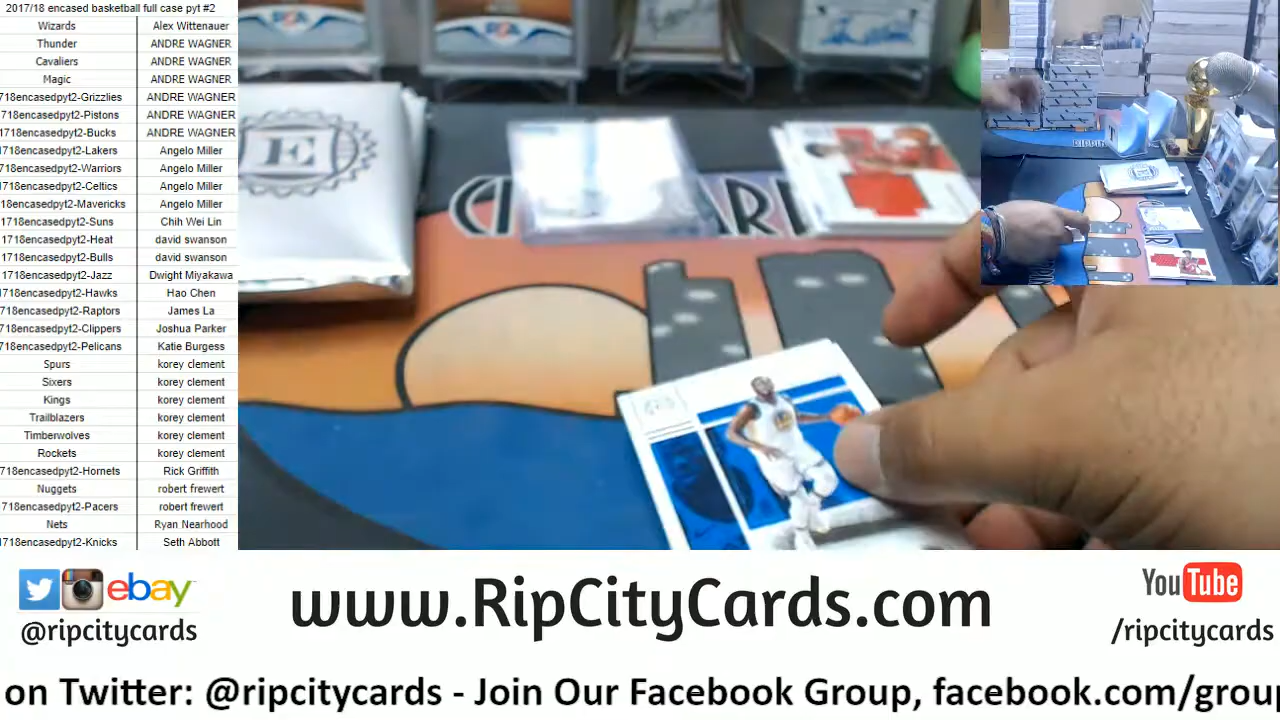 2017/18 encased basketball full case pyt #2
Wizards Alex Wittenauer
Thunder ANDRE WAGNER
Cavaliers ANDRE WAGNER
Magic ANDRE WAGNER
718encasedpyt2-Grizzlies ANDRE WAGNER
718encasedpyt2-Pistons ANDRE WAGNER
718encasedpyt2-Bucks ANDRE WAGNER
1718encasedpyt2-Lakers Angelo Miller
718encasedpyt2-Warriors Angelo Miller
1718encasedpyt2-Celtics Angelo Miller
718encasedpyt2-Mavericks Angelo Miller
1718encasedpyt2-Suns Chih Wei Lin
1718encasedpyt2-Heat david swanson
1718encasedpyt2-Bulls david swanson
1718encasedpyt2-Jazz Dwight Miyakawa
1718encasedpyt2-Hawks Hao Chen
718encasedpyt2-Raptors James La
718encasedpyt2-Clippers Joshua Parker
718encasedpyt2-Pelicans Katie Burgess
Spurs korey clement
Sixers korey clement
Kings korey clement
Trailblazers korey clement
Timberwolves korey clement
Rockets korey clement
718encasedpyt2-Hornets Rick Griffith
Nuggets robert frewert
718encasedpyt2-Pacers robert frewert
Nets Ryan Nearhood
1718encasedpyt2-Knicks Seth Abbott
E
ebay
@ripcitycards
www.RipCityCards.com
YouTube
/ripcitycards
on Twitter: @ripcitycards - Join Our Facebook Group, facebook.com/group